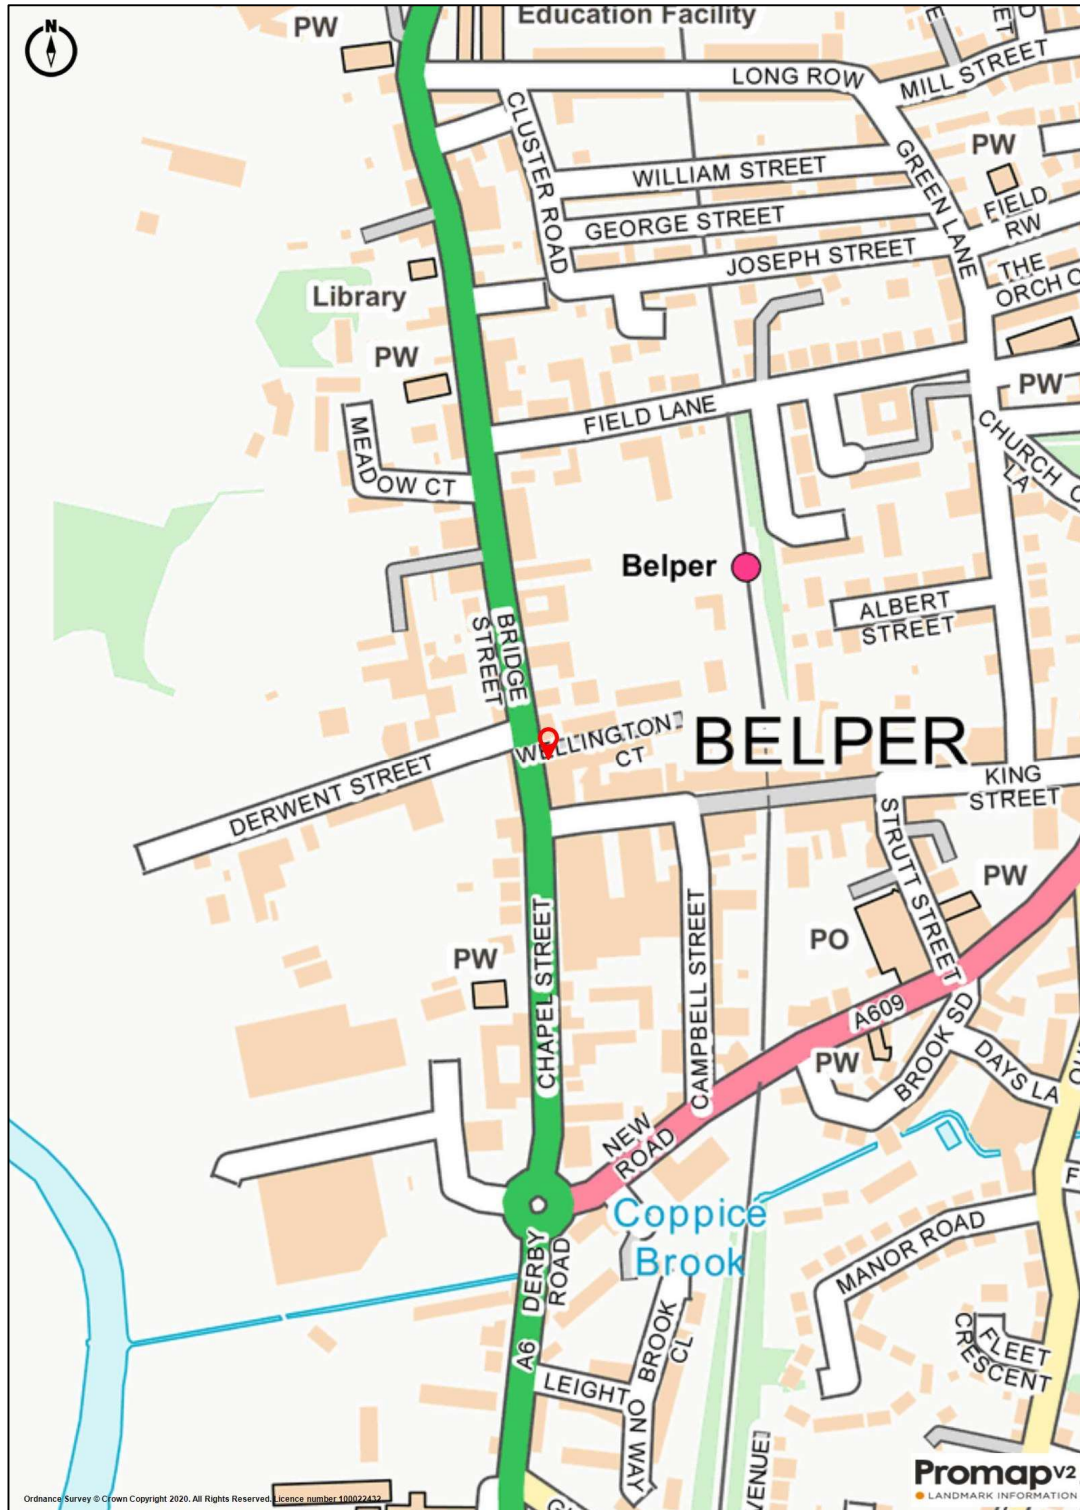 N
PW
Education Facility
LONG ROW
MILL STREET
CLUSTER ROAD
WILLIAM STREET
GEORGE STREET
JOSEPH STREET
GREEN LANE
PW
FIELD
RW
THE
Library
PW
FIELD LANE
MEADOW CT
PW
CHURCH
LA
Belper
ALBERT
STREET
BRIDGE
STREET
WELLINGTON
CT
BELPER
DERWENT STREET
KING
STREET
STRUTT STREET
PW
PO
CAMPBELL STREET
CHAPEL STREET
PW
A609
PW
BROOK SD
DAYS LA
NEW
ROAD
Coppice
Brook
MANOR ROAD
A6 DERBY
ROAD
BROOK
CL
LEIGHTON WAY
FLEET
CRESCENT
Promap V2
LANDMARK INFORMATION
Ordnance Survey © Crown Copyright 2020. All Rights Reserved. Licence number 100022432